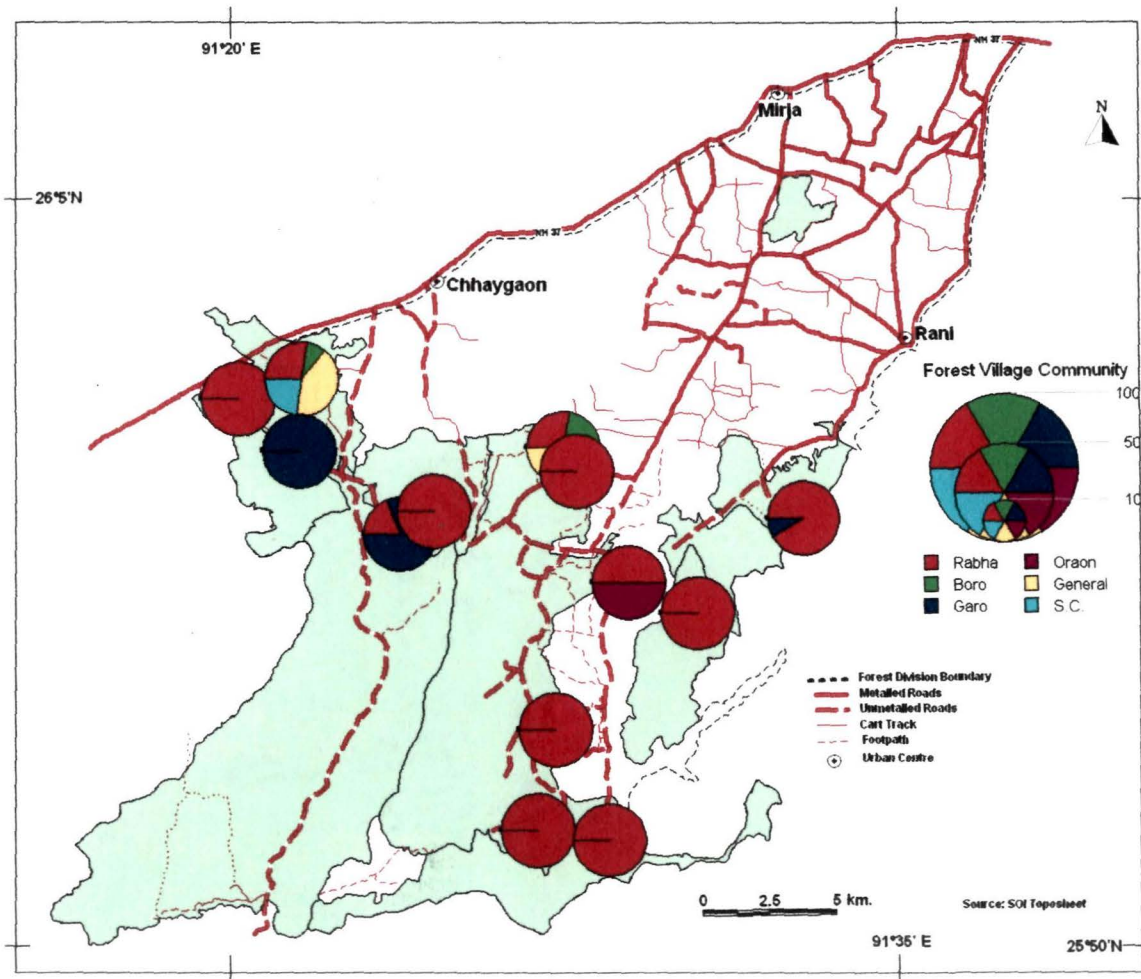 91°20' E
NH 37
Mirja
N
26°5'N
NH 37
Chhaygaon
Rani
Forest Village Community
100
50
10
Rabha
Oraon
Boro
General
Garo
S.C.
Forest Division Boundary
Metalled Roads
Unmetalled Roads
Cart Track
Footpath
Urban Centre
0 2.5 5 km.
Source: SOI Toposheet
91°35' E
25°50'N